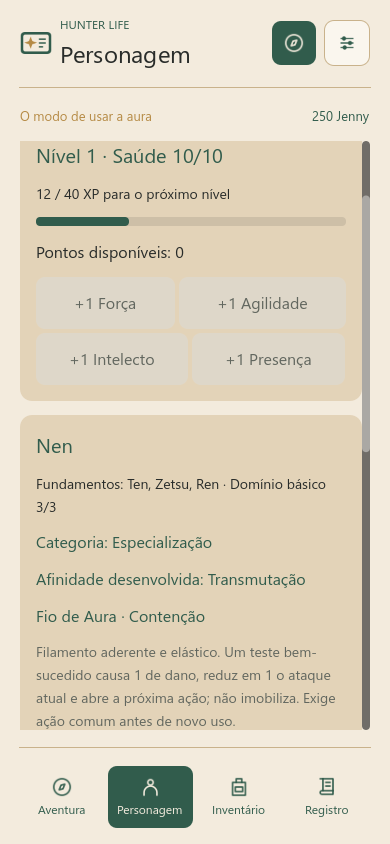 HUNTER LIFE
Personagem
O modo de usar a aura
250 Jenny
Nível 1 · Saúde 10/10
12 / 40 XP para o próximo nível
Pontos disponíveis: 0
+1 Força
+1 Agilidade
+1 Intelecto
+1 Presença
Nen
Fundamentos: Ten, Zetsu, Ren · Domínio básico
3/3
Categoria: Especialização
Afinidade desenvolvida: Transmutação
Fio de Aura · Contenção
Filamento aderente e elástico. Um teste bem-
sucedido causa 1 de dano, reduz em 1 o ataque
atual e abre a próxima ação; não imobiliza. Exige
ação comum antes de novo uso.
Aventura
Personagem
Inventário
Registro